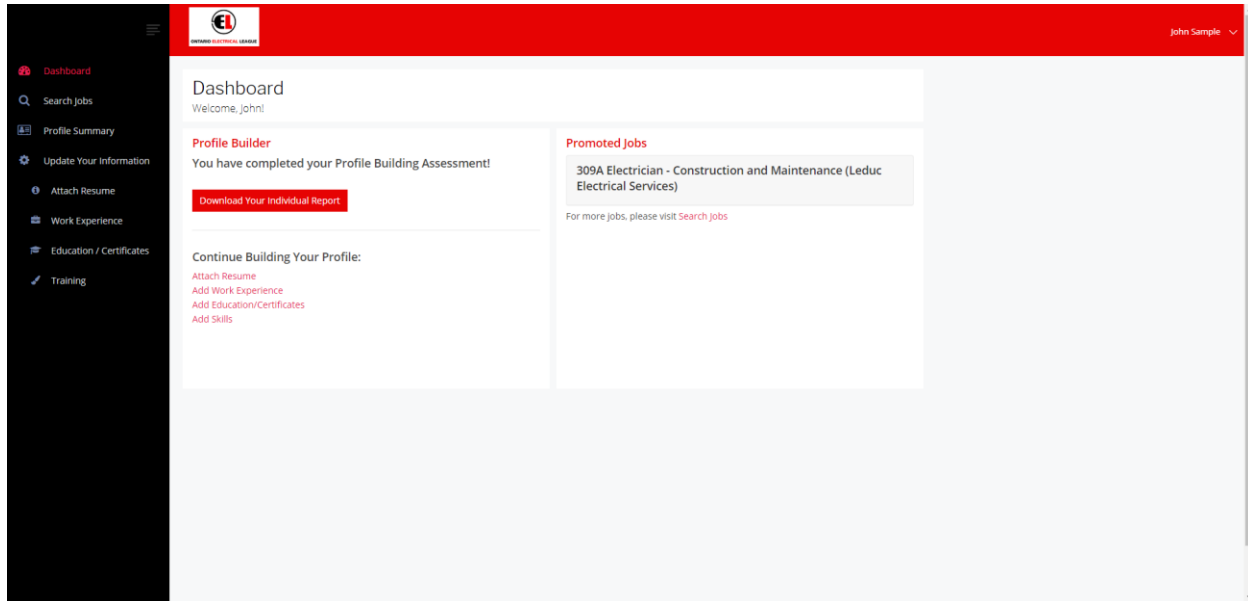 EL
ONTARIO ELECTRICAL LEAGUE
John Sample
Dashboard
Search Jobs
Profile Summary
Update Your Information
Attach Resume
Work Experience
Education / Certificates
Training
Dashboard
Welcome, John!
Profile Builder
You have completed your Profile Building Assessment!
Download Your Individual Report
Continue Building Your Profile:
Attach Resume
Add Work Experience
Add Education/Certificates
Add Skills
Promoted Jobs
309A Electrician - Construction and Maintenance (Leduc
Electrical Services)
For more jobs, please visit Search Jobs